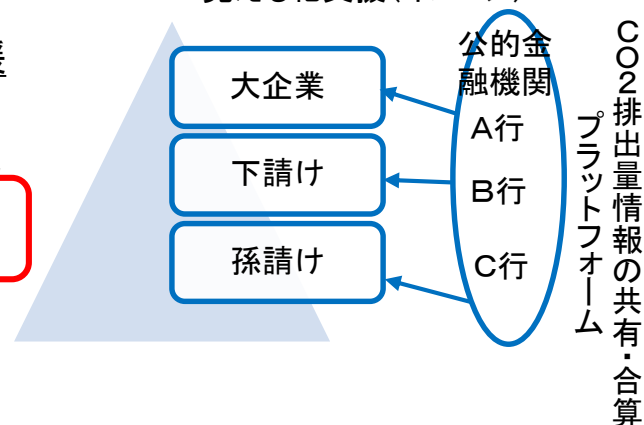 公的金
融機関
大企業
A行
下請け
B行
孫請け
C行
CO2排出量情報の共有・合算
プラットフォーム